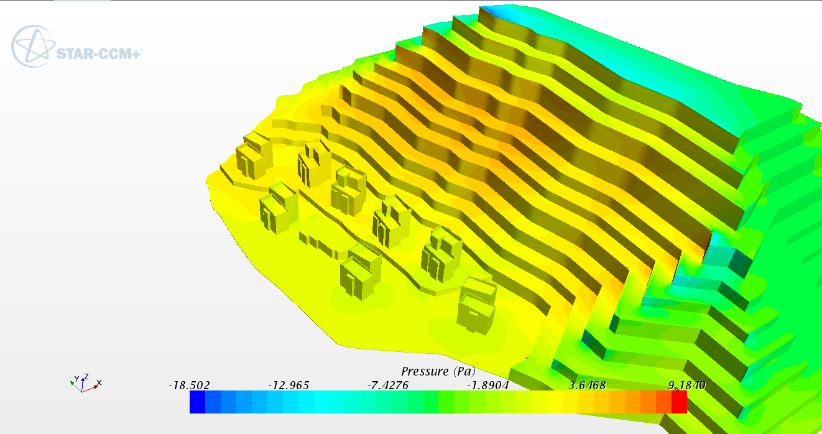 STAR-CCM+
Pressure (Pa)
-18.502 -12.965 -7.4276 -1.8904 3.6468 9.1840
Y Z X